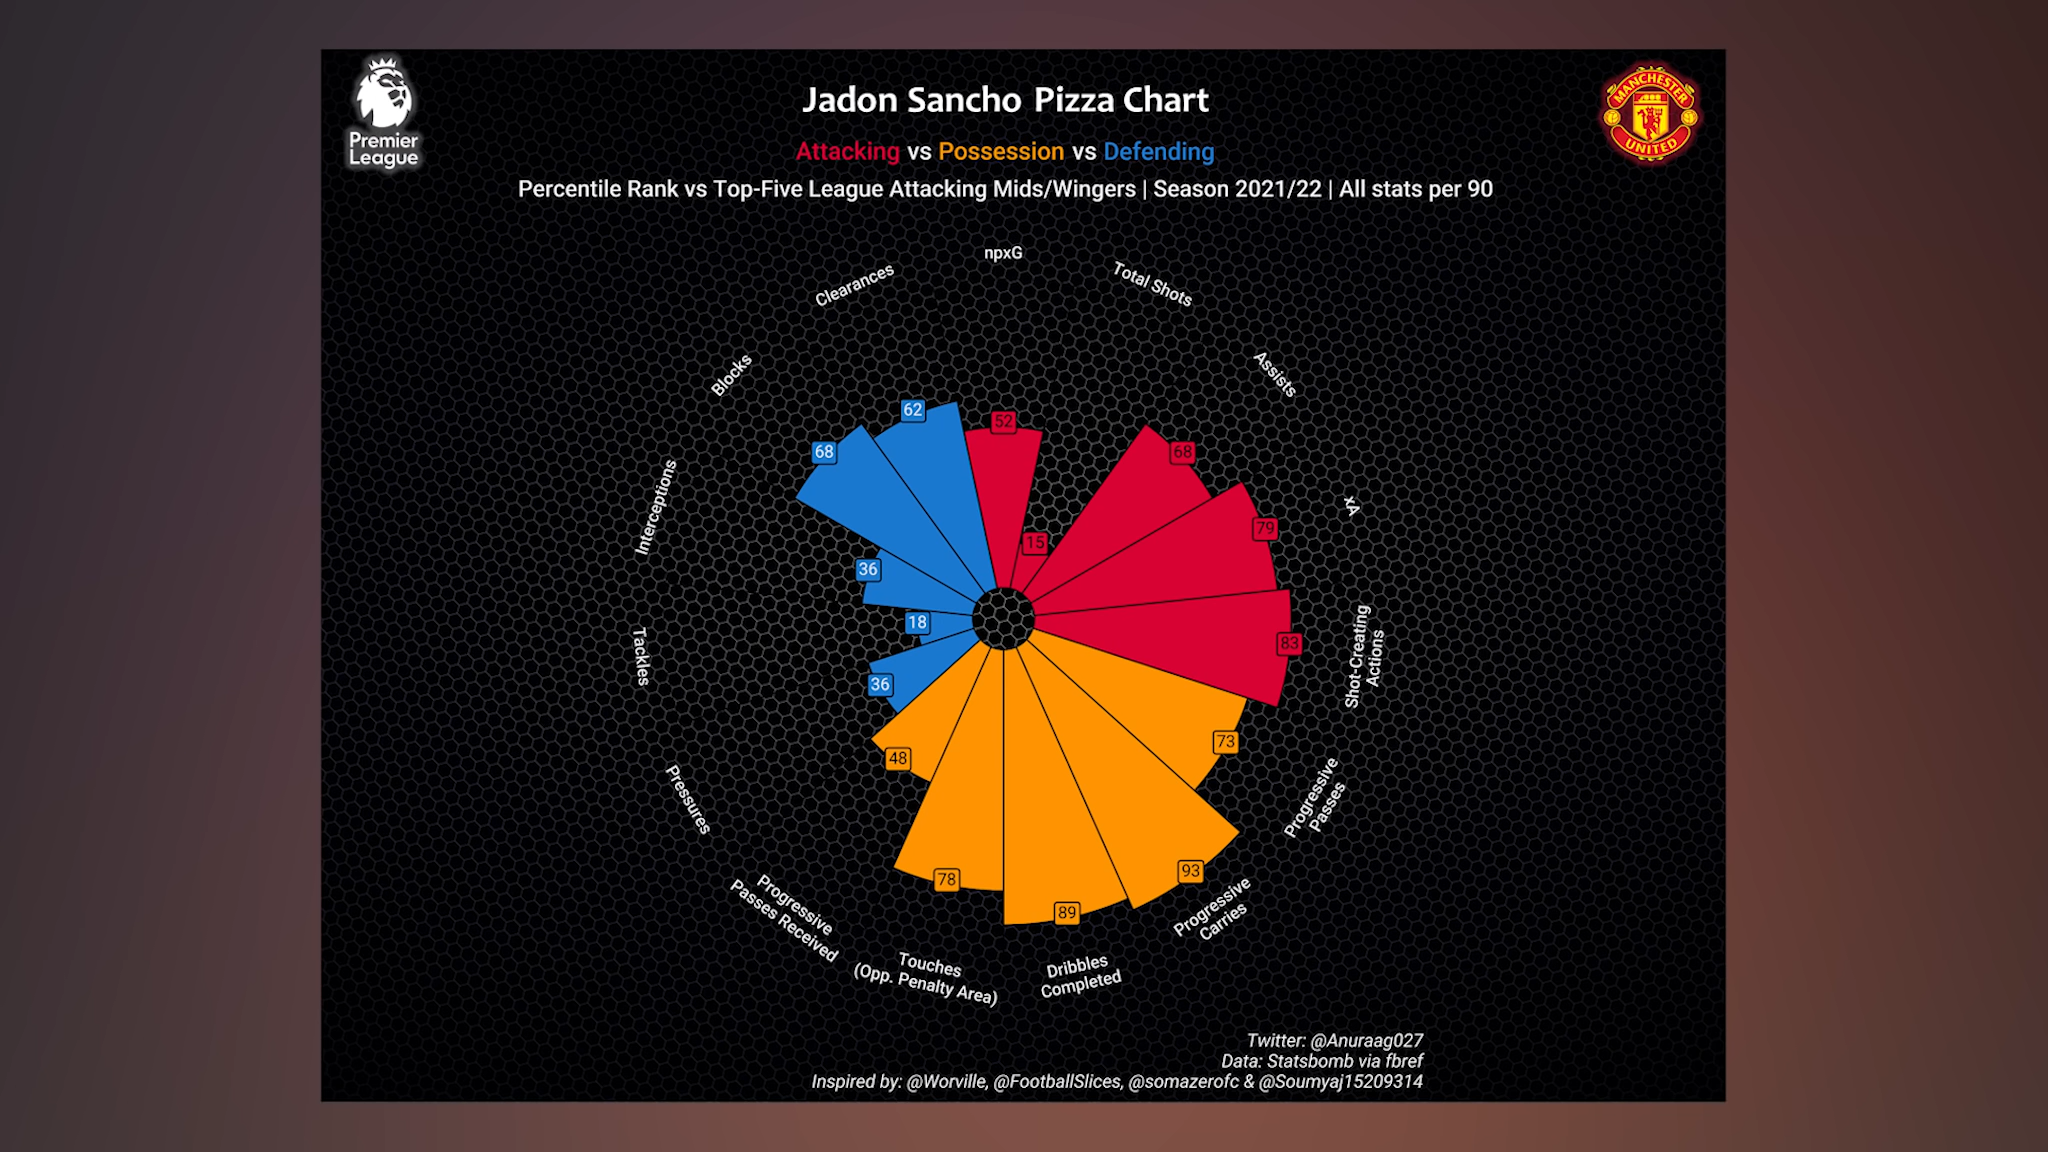 Premier
League
MANCHESTER
UNITED
Jadon Sancho Pizza Chart
Attacking vs Possession vs Defending
Percentile Rank vs Top-Five League Attacking Mids/Wingers | Season 2021/22 | All stats per 90
npxG
Total Shots
Assists
xA
Shot-Creating
Actions
Progressive
Passes
Progressive
Carries
Dribbles
Completed
Touches
(Opp. Penalty Area)
Progressive
Passes Received
Pressures
Tackles
Interceptions
Blocks
Clearances
52
15
68
79
83
73
93
89
78
48
36
18
36
68
62
Twitter: @Anuraag027
Data: Statsbomb via fbref
Inspired by: @Worville, @FootballSlices, @somazerofc & @Soumyaj15209314